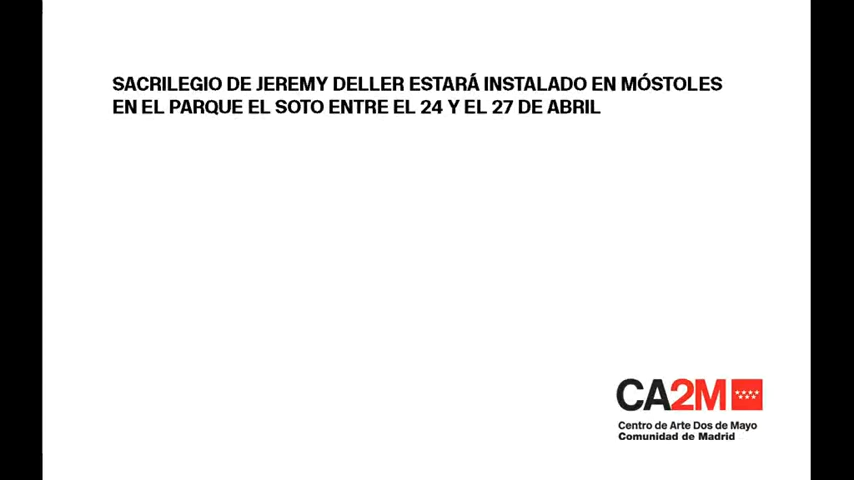 SACRILEGIO DE JEREMY DELLER ESTARÁ INSTALADO EN MÓSTOLES
EN EL PARQUE EL SOTO ENTRE EL 24 Y EL 27 DE ABRIL
CA2M
Centro de Arte Dos de Mayo
Comunidad de Madrid